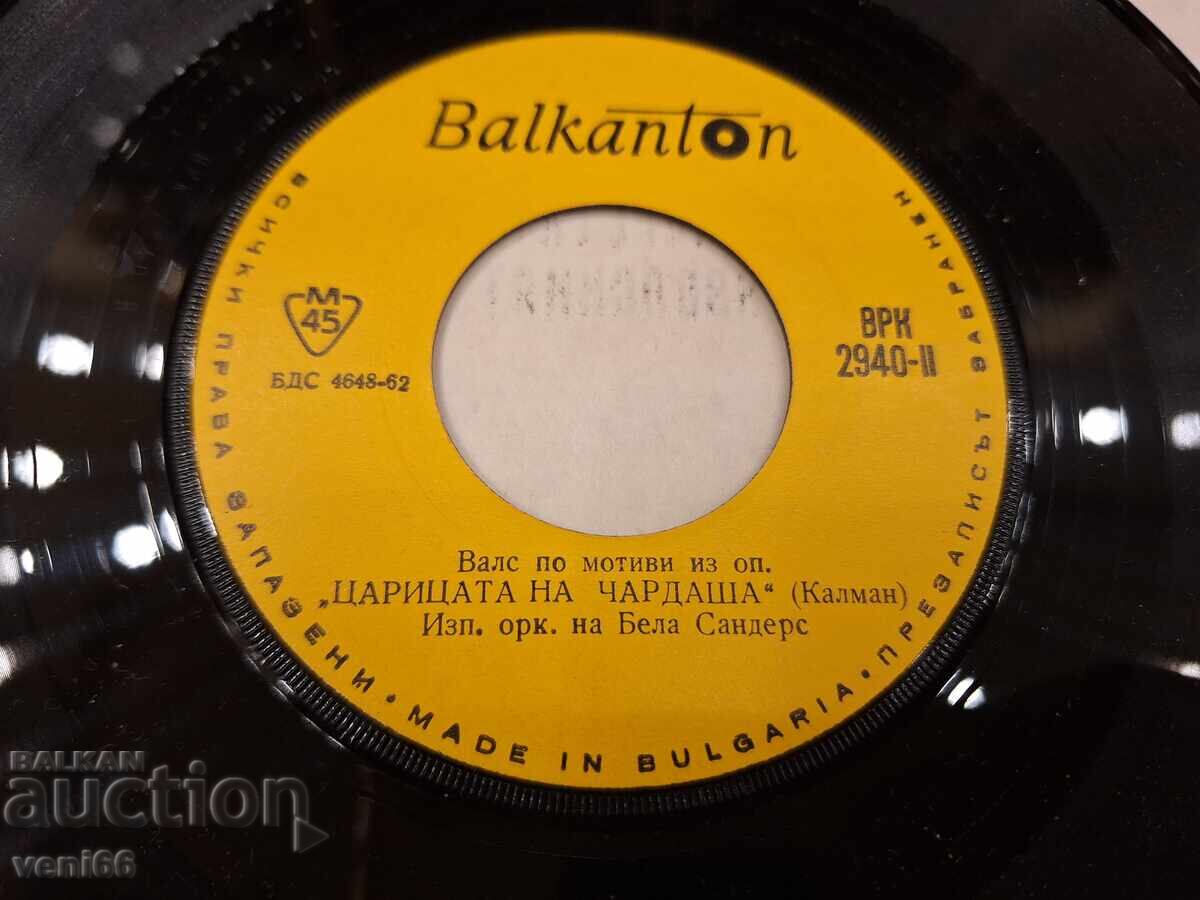 Balkanton
ВСИЧКИ ПРАВА ЗАПАЗЕНИ • MADE IN BULGARIA • ПРЕЗАПИСЪТ ЗАБРАНЕН
М
45
БДС 4648-62
ВРК
2940-II
Валс по мотиви из оп.
„ЦАРИЦАТА НА ЧАРДАША“ (Калман)
Изп. орк. на Бела Сандерс
BALKAN
auction
veni66